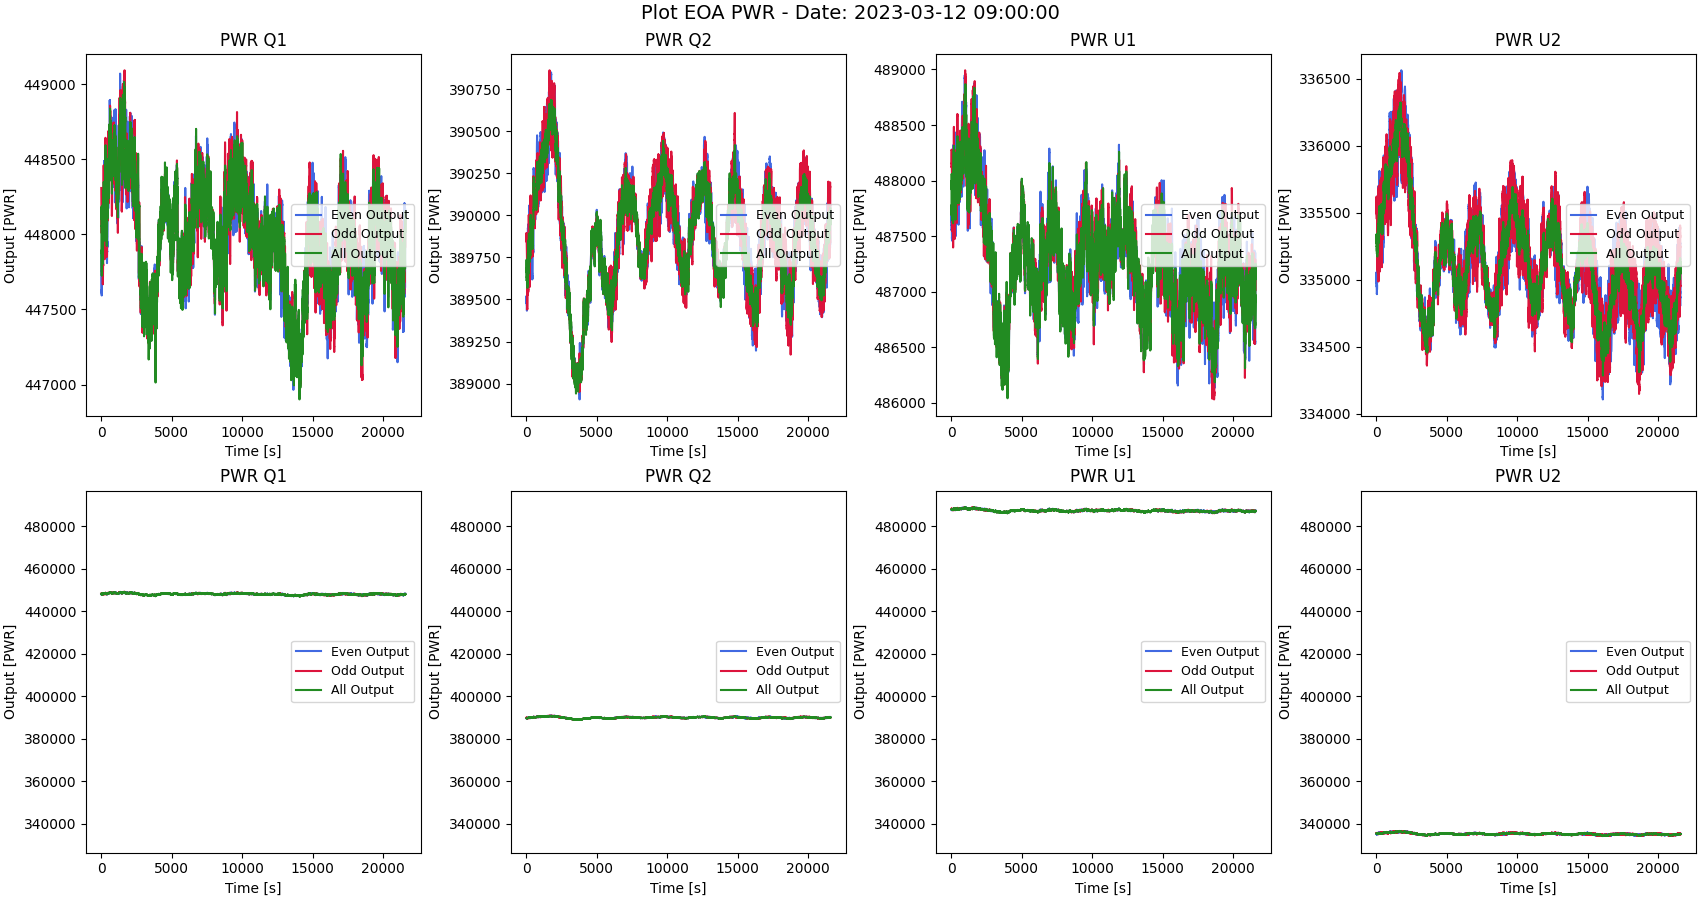 Plot EOA PWR - Date: 2023-03-12 09:00:00
PWR Q1
Output [PWR]
449000
448500
448000
447500
447000
Even Output
Odd Output
All Output
0 5000 10000 15000 20000
Time [s]
PWR Q2
Output [PWR]
390750
390500
390250
390000
389750
389500
389250
389000
Even Output
Odd Output
All Output
0 5000 10000 15000 20000
Time [s]
PWR U1
Output [PWR]
489000
488500
488000
487500
487000
486500
486000
Even Output
Odd Output
All Output
0 5000 10000 15000 20000
Time [s]
PWR U2
Output [PWR]
336500
336000
335500
335000
334500
334000
Even Output
Odd Output
All Output
0 5000 10000 15000 20000
Time [s]
PWR Q1
Output [PWR]
480000
460000
440000
420000
400000
380000
360000
340000
Even Output
Odd Output
All Output
0 5000 10000 15000 20000
Time [s]
PWR Q2
Output [PWR]
480000
460000
440000
420000
400000
380000
360000
340000
Even Output
Odd Output
All Output
0 5000 10000 15000 20000
Time [s]
PWR U1
Output [PWR]
480000
460000
440000
420000
400000
380000
360000
340000
Even Output
Odd Output
All Output
0 5000 10000 15000 20000
Time [s]
PWR U2
Output [PWR]
480000
460000
440000
420000
400000
380000
360000
340000
Even Output
Odd Output
All Output
0 5000 10000 15000 20000
Time [s]